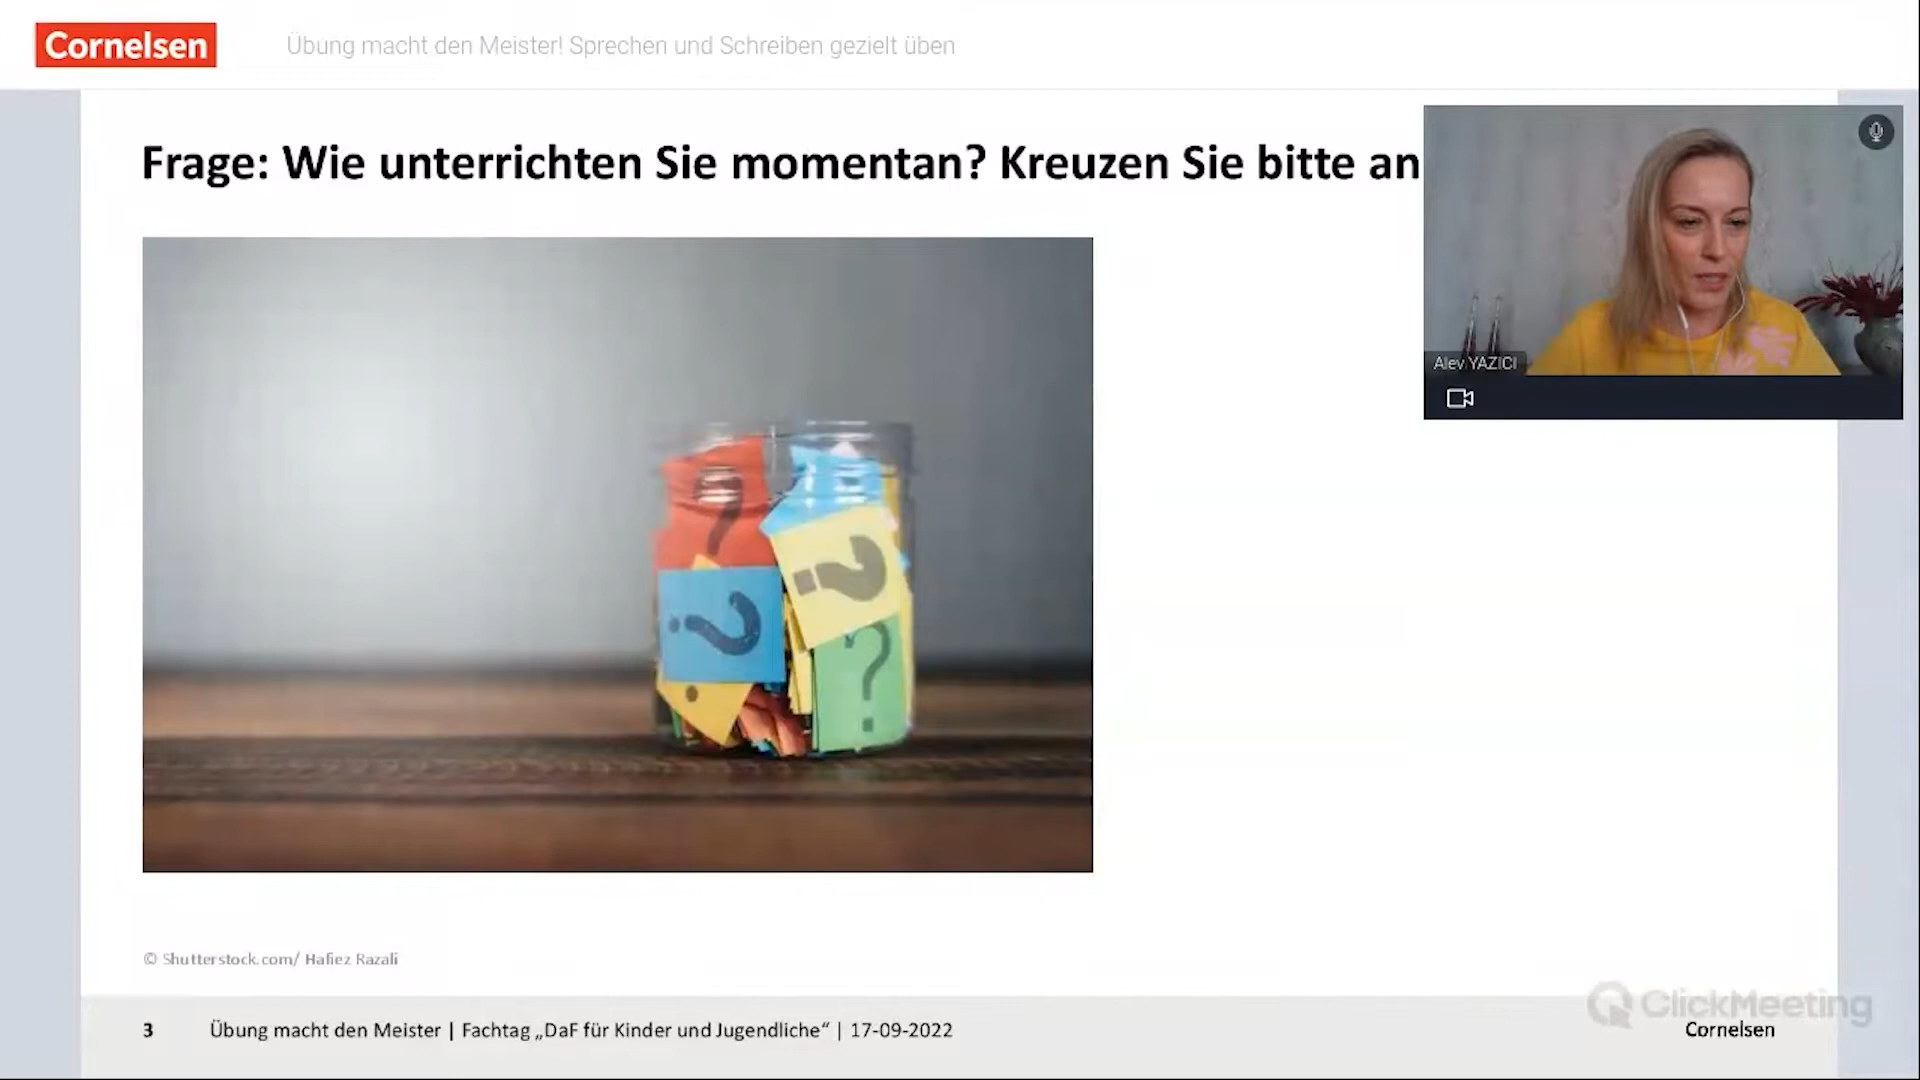 Cornelsen
Übung macht den Meister! Sprechen und Schreiben gezielt üben
Frage: Wie unterrichten Sie momentan? Kreuzen Sie bitte an
Alev YAZICI
?
?
?
?
© Shutterstock.com/ Hafiez Razali
ClickMeeting
3 Übung macht den Meister | Fachtag „DaF für Kinder und Jugendliche“ | 17-09-2022 Cornelsen